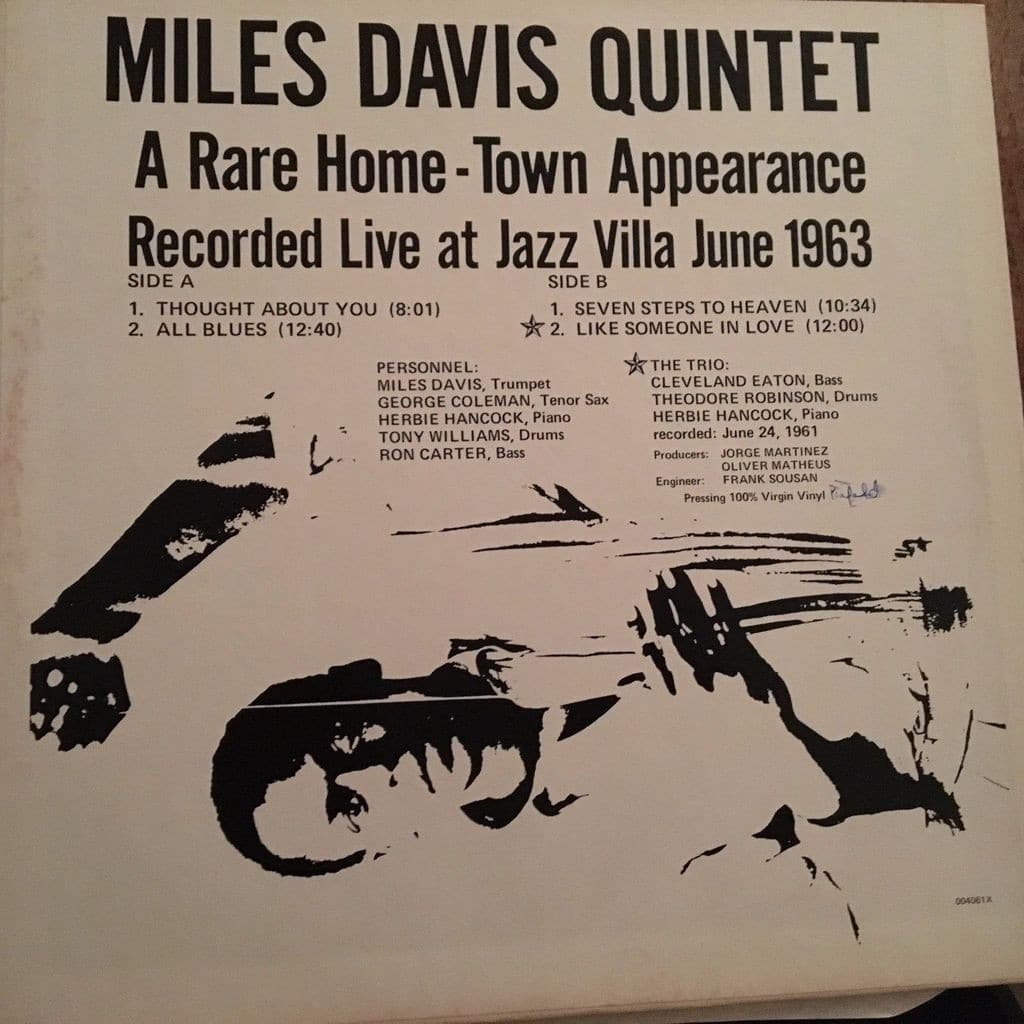 MILES DAVIS QUINTET
A Rare Home-Town Appearance
Recorded Live at Jazz Villa June 1963
SIDE A
1. THOUGHT ABOUT YOU (8:01)
2. ALL BLUES (12:40)
SIDE B
1. SEVEN STEPS TO HEAVEN (10:34)
2. LIKE SOMEONE IN LOVE (12:00)
PERSONNEL:
MILES DAVIS, Trumpet
GEORGE COLEMAN, Tenor Sax
HERBIE HANCOCK, Piano
TONY WILLIAMS, Drums
RON CARTER, Bass
THE TRIO:
CLEVELAND EATON, Bass
THEODORE ROBINSON, Drums
HERBIE HANCOCK, Piano
recorded: June 24, 1961
Producers: JORGE MARTINEZ
OLIVER MATHEUS
Engineer: FRANK SOUSAN
Pressing 100% Virgin Vinyl
004061X